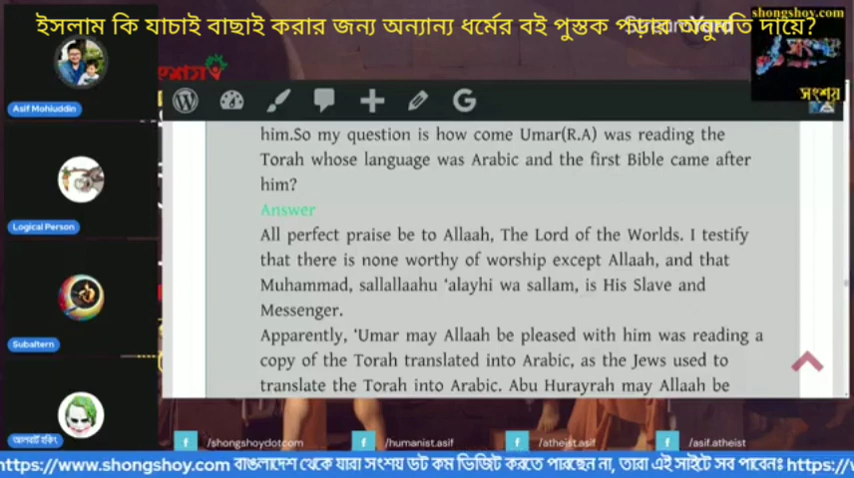 ইসলাম কি যাচাই বাছাই করার জন্য অন্যান্য ধর্মের বই পুস্তক পড়ার অনুমতি দায়ে?
shongshoy.com
সংশয়
Asif Mohiuddin
Logical Person
Subaltern
him.So my question is how come Umar(R.A) was reading the
Torah whose language was Arabic and the first Bible came after
him?
Answer
All perfect praise be to Allaah, The Lord of the Worlds. I testify
that there is none worthy of worship except Allaah, and that
Muhammad, sallallaahu ‘alayhi wa sallam, is His Slave and
Messenger.
Apparently, ‘Umar may Allaah be pleased with him was reading a
copy of the Torah translated into Arabic, as the Jews used to
translate the Torah into Arabic. Abu Hurayrah may Allaah be
/shongshoydotcom
/humanist.asif
/atheist.asif
/asif.atheist
https://www.shongshoy.com বাঙলাদেশ থেকে যারা সংশয় ডট কম ভিজিট করতে পারছেন না, তারা এই সাইটে সব পাবেনঃ https://